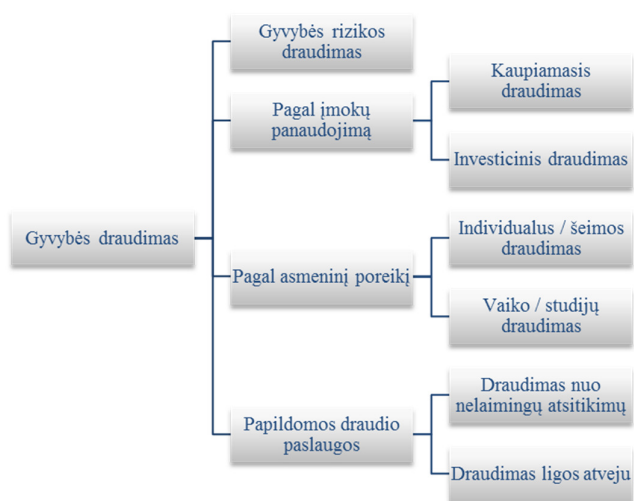 Gyvybės draudimas
Gyvybės rizikos
draudimas
Pagal įmokų
panaudojimą
Kaupiamasis
draudimas
Investicinis draudimas
Pagal asmeninį poreikį
Individualus / šeimos
draudimas
Vaiko / studijų
draudimas
Papildomos draudio
paslaugos
Draudimas nuo
nelaimingų atsitikimų
Draudimas ligos atveju